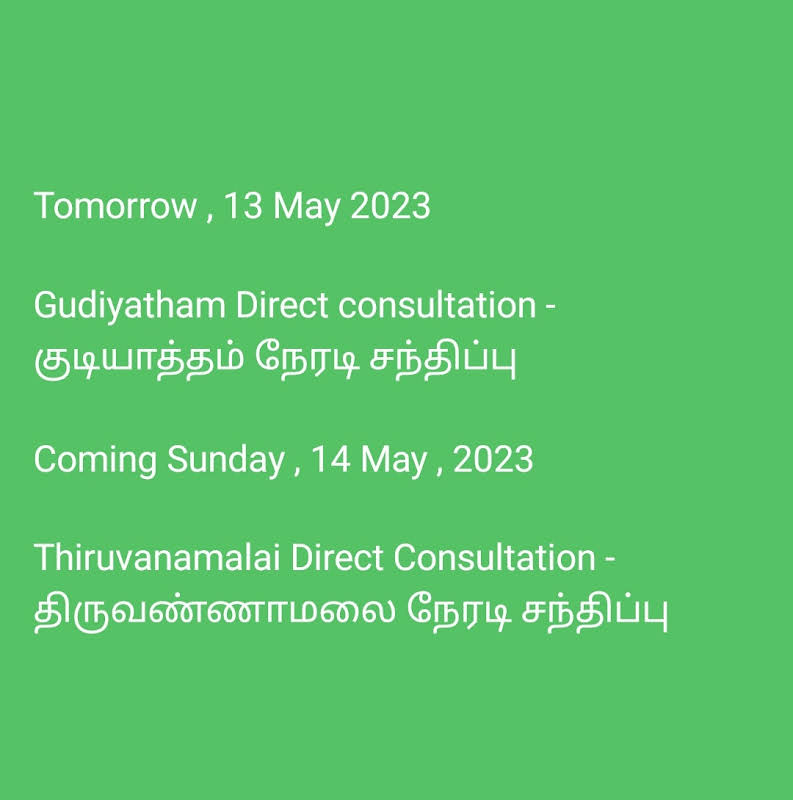 Tomorrow , 13 May 2023
Gudiyatham Direct consultation -
குடியாத்தம் நேரடி சந்திப்பு
Coming Sunday , 14 May , 2023
Thiruvanamalai Direct Consultation -
திருவண்ணாமலை நேரடி சந்திப்பு